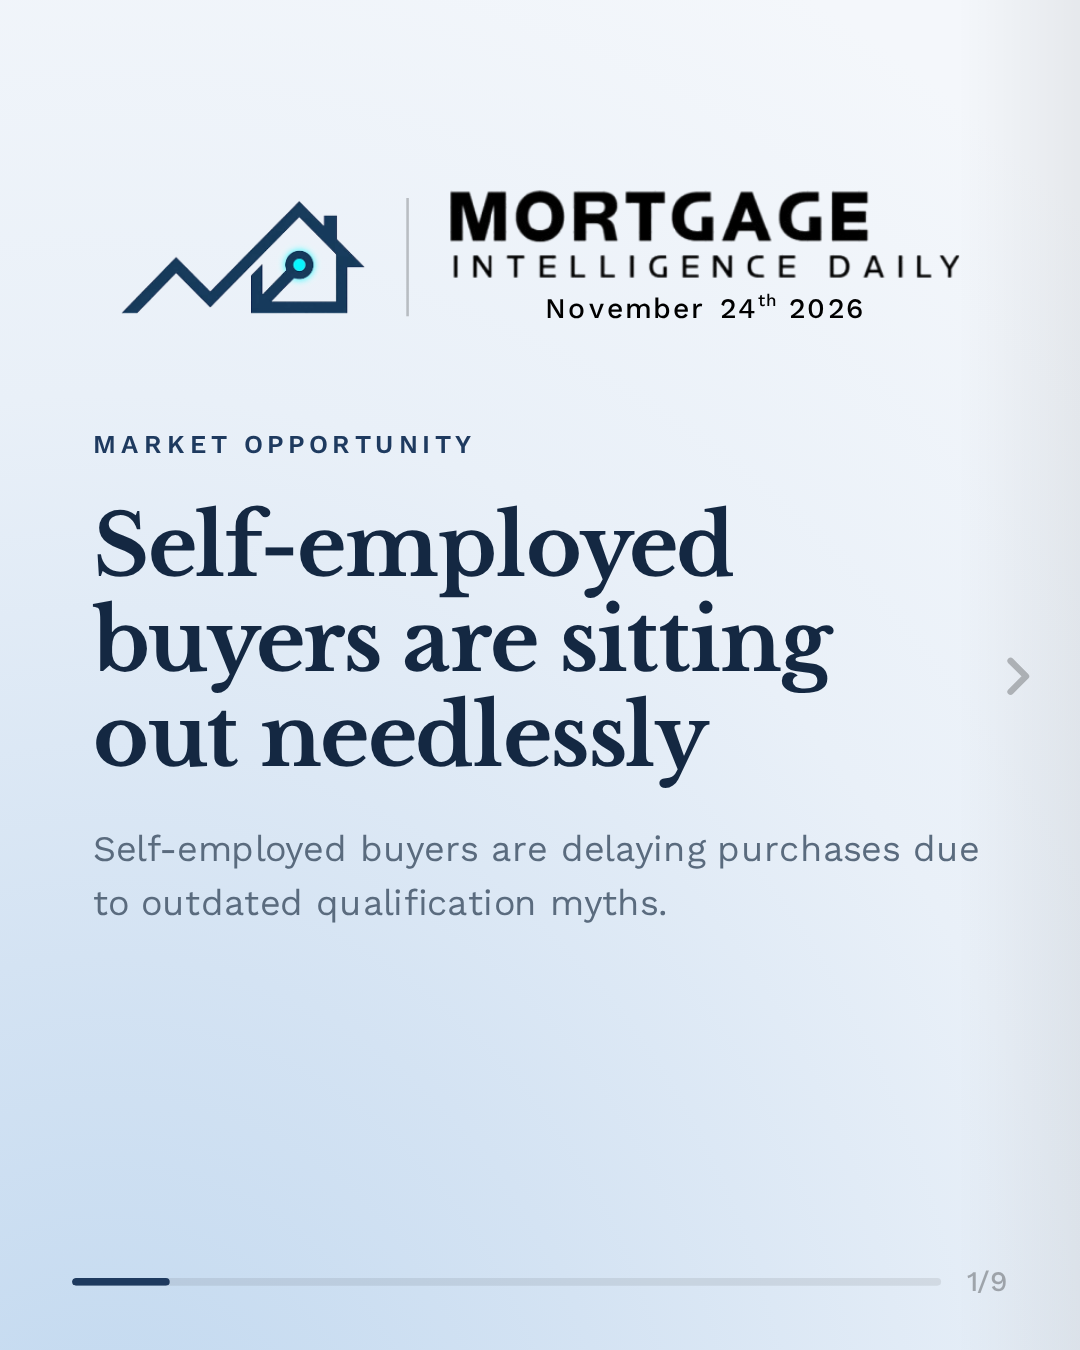 MORTGAGE
INTELLIGENCE DAILY
November 24th 2026
MARKET OPPORTUNITY
Self-employed
buyers are sitting
out needlessly
Self-employed buyers are delaying purchases due
to outdated qualification myths.
1/9